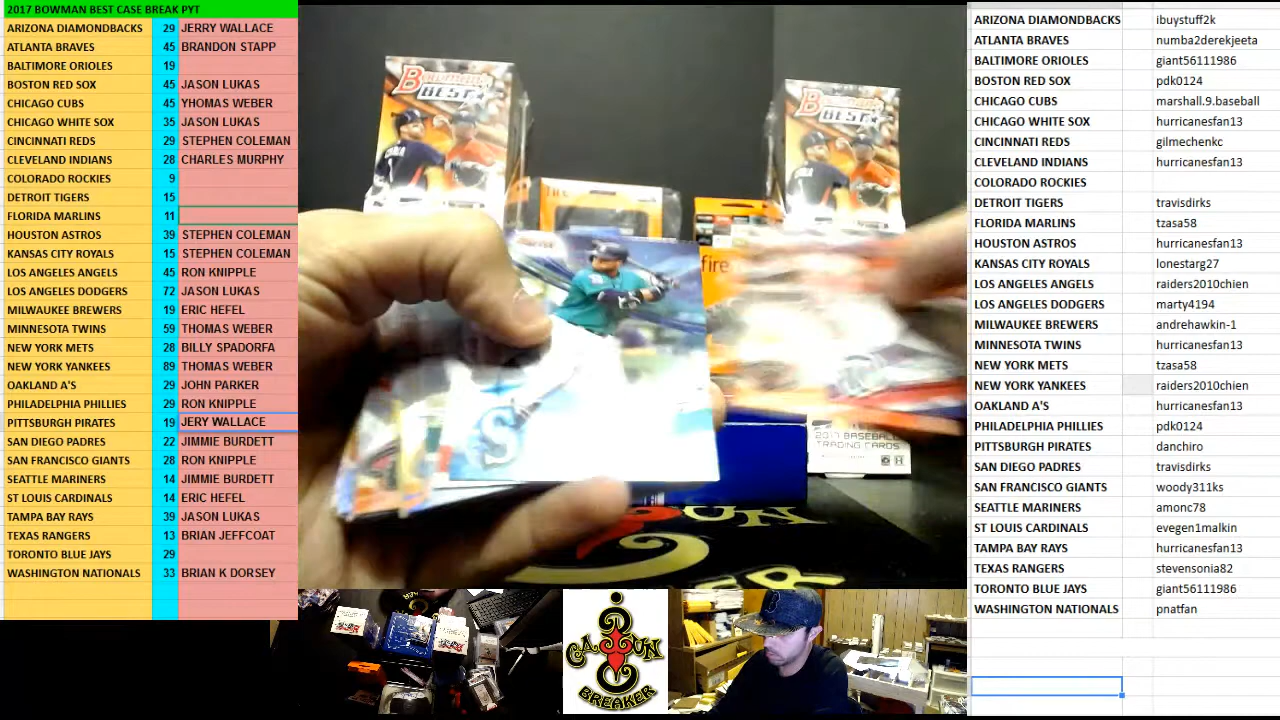 2017 BOWMAN BEST CASE BREAK PYT
ARIZONA DIAMONDBACKS 29 JERRY WALLACE
ATLANTA BRAVES 45 BRANDON STAPP
BALTIMORE ORIOLES 19
BOSTON RED SOX 45 JASON LUKAS
CHICAGO CUBS 45 YHOMAS WEBER
CHICAGO WHITE SOX 35 JASON LUKAS
CINCINNATI REDS 29 STEPHEN COLEMAN
CLEVELAND INDIANS 28 CHARLES MURPHY
COLORADO ROCKIES 9
DETROIT TIGERS 15
FLORIDA MARLINS 11
HOUSTON ASTROS 39 STEPHEN COLEMAN
KANSAS CITY ROYALS 15 STEPHEN COLEMAN
LOS ANGELES ANGELS 45 RON KNIPPLE
LOS ANGELES DODGERS 72 JASON LUKAS
MILWAUKEE BREWERS 19 ERIC HEFEL
MINNESOTA TWINS 59 THOMAS WEBER
NEW YORK METS 28 BILLY SPADORFA
NEW YORK YANKEES 89 THOMAS WEBER
OAKLAND A'S 29 JOHN PARKER
PHILADELPHIA PHILLIES 29 RON KNIPPLE
PITTSBURGH PIRATES 19 JERY WALLACE
SAN DIEGO PADRES 22 JIMMIE BURDETT
SAN FRANCISCO GIANTS 28 RON KNIPPLE
SEATTLE MARINERS 14 JIMMIE BURDETT
ST LOUIS CARDINALS 14 ERIC HEFEL
TAMPA BAY RAYS 39 JASON LUKAS
TEXAS RANGERS 13 BRIAN JEFFCOAT
TORONTO BLUE JAYS 29
WASHINGTON NATIONALS 33 BRIAN K DORSEY
Bowman's
BEST
Bowman's
BEST
fire
S
2017 BASEBALL
TRADING CARDS
CAJUN
BREAKER
ARIZONA DIAMONDBACKS ibuystuff2k
ATLANTA BRAVES numba2derekjeeta
BALTIMORE ORIOLES giant56111986
BOSTON RED SOX pdk0124
CHICAGO CUBS marshall.9.baseball
CHICAGO WHITE SOX hurricanesfan13
CINCINNATI REDS gilmechenkc
CLEVELAND INDIANS hurricanesfan13
COLORADO ROCKIES
DETROIT TIGERS travisdirks
FLORIDA MARLINS tzasa58
HOUSTON ASTROS hurricanesfan13
KANSAS CITY ROYALS lonestarg27
LOS ANGELES ANGELS raiders2010chien
LOS ANGELES DODGERS marty4194
MILWAUKEE BREWERS andrehawkin-1
MINNESOTA TWINS hurricanesfan13
NEW YORK METS tzasa58
NEW YORK YANKEES raiders2010chien
OAKLAND A'S hurricanesfan13
PHILADELPHIA PHILLIES pdk0124
PITTSBURGH PIRATES danchiro
SAN DIEGO PADRES travisdirks
SAN FRANCISCO GIANTS woody311ks
SEATTLE MARINERS amonc78
ST LOUIS CARDINALS evegen1malkin
TAMPA BAY RAYS hurricanesfan13
TEXAS RANGERS stevensonia82
TORONTO BLUE JAYS giant56111986
WASHINGTON NATIONALS pnatfan